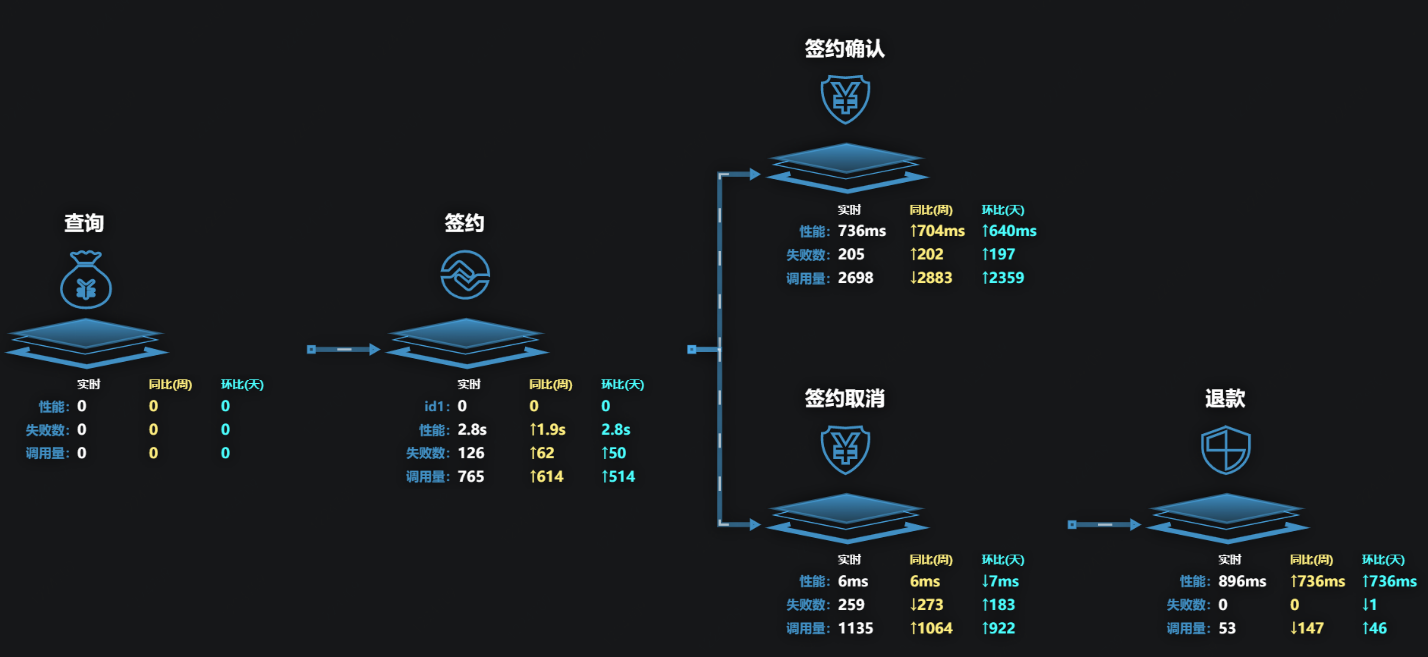 签约确认
实时 同比(周) 环比(天)
性能: 736ms ↑704ms ↑640ms
失败数: 205 ↑202 ↑197
调用量: 2698 ↓2883 ↑2359
查询
实时 同比(周) 环比(天)
性能: 0 0 0
失败数: 0 0 0
调用量: 0 0 0
签约
实时 同比(周) 环比(天)
id1: 0 0 0
性能: 2.8s ↑1.9s 2.8s
失败数: 126 ↑62 ↑50
调用量: 765 ↑614 ↑514
签约取消
实时 同比(周) 环比(天)
性能: 6ms 6ms ↓7ms
失败数: 259 ↓273 ↑183
调用量: 1135 ↑1064 ↑922
退款
实时 同比(周) 环比(天)
性能: 896ms ↑736ms ↑736ms
失败数: 0 0 ↓1
调用量: 53 ↓147 ↑46